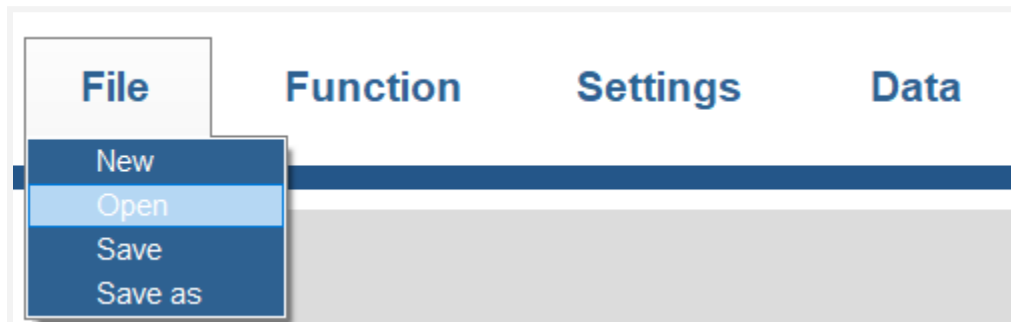 File Function Settings Data
New
Open
Save
Save as